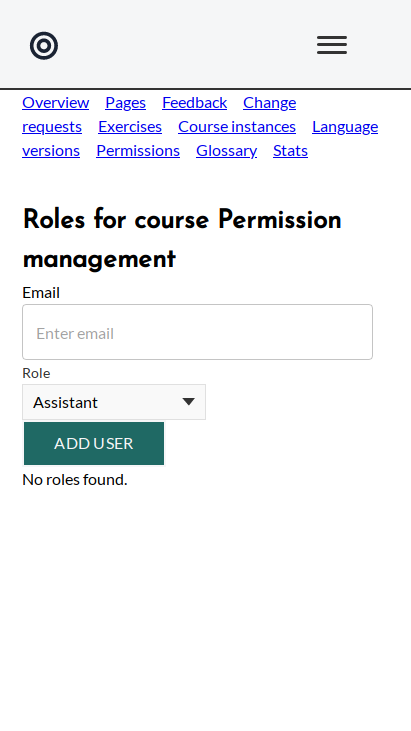 Overview Pages Feedback Change
requests Exercises Course instances Language
versions Permissions Glossary Stats
Roles for course Permission
management
Email
Enter email
Role
Assistant
ADD USER
No roles found.